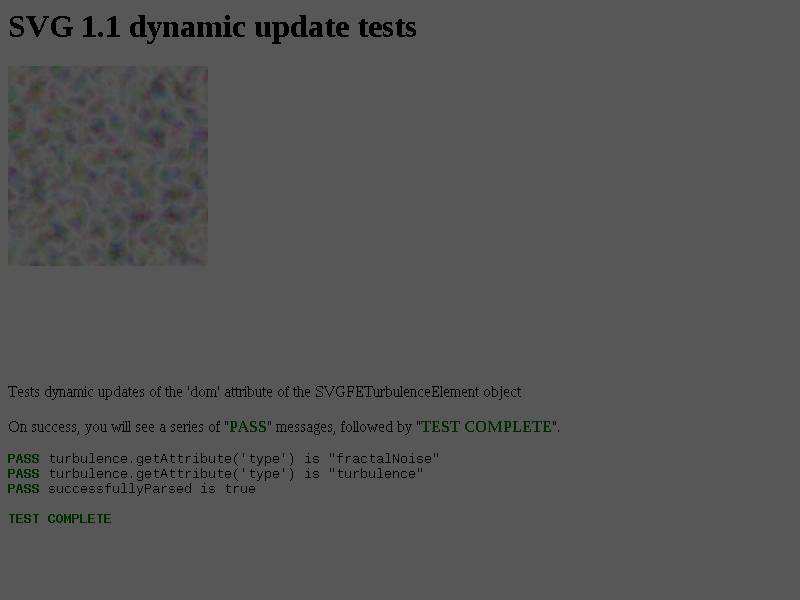 SVG 1.1 dynamic update tests
Tests dynamic updates of the 'dom' attribute of the SVGFETurbulenceElement object
On success, you will see a series of "PASS" messages, followed by "TEST COMPLETE".
PASS turbulence.getAttribute('type') is "fractalNoise"
PASS turbulence.getAttribute('type') is "turbulence"
PASS successfullyParsed is true
TEST COMPLETE